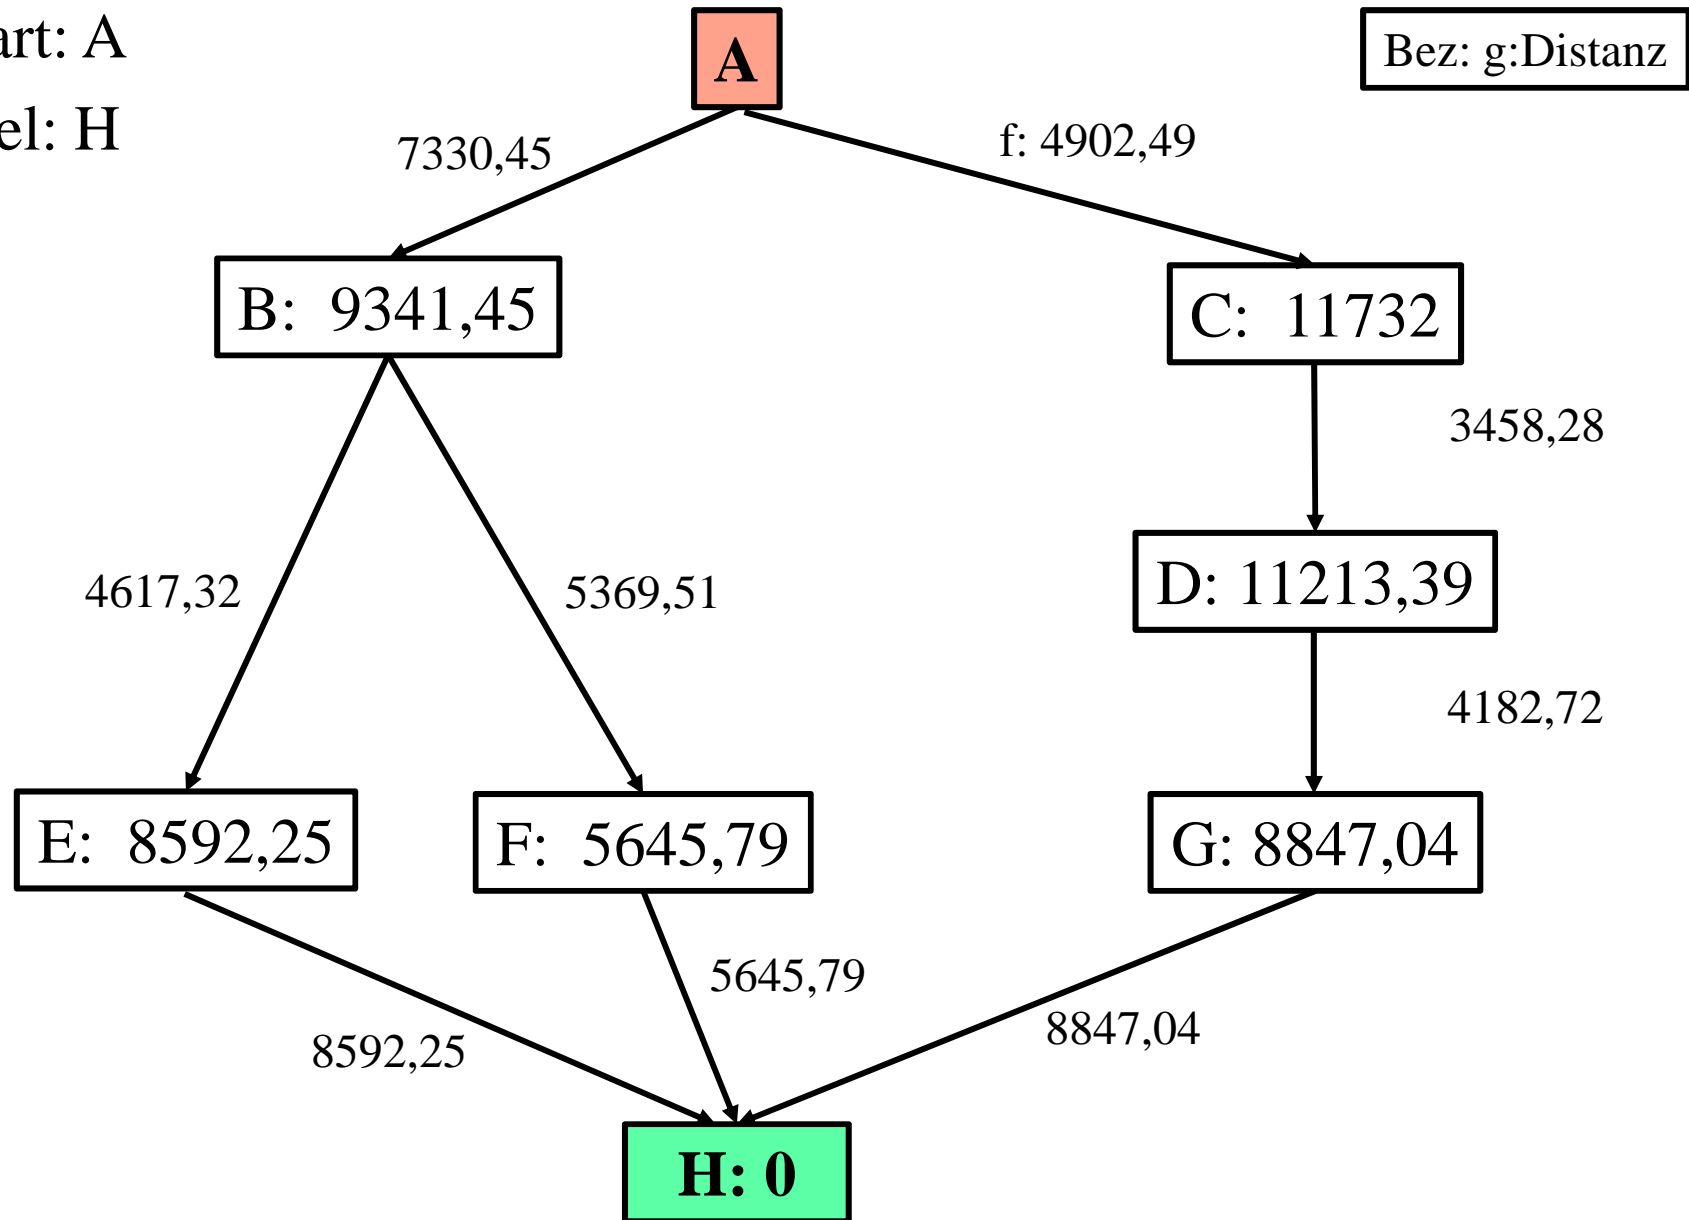 art: A
A
Bez: g:Distanz
el: H
7330,45
f: 4902,49
B: 9341,45
C: 11732
3458,28
4617,32
5369,51
D: 11213,39
4182,72
E: 8592,25
F: 5645,79
G: 8847,04
5645,79
8592,25
8847,04
H: 0